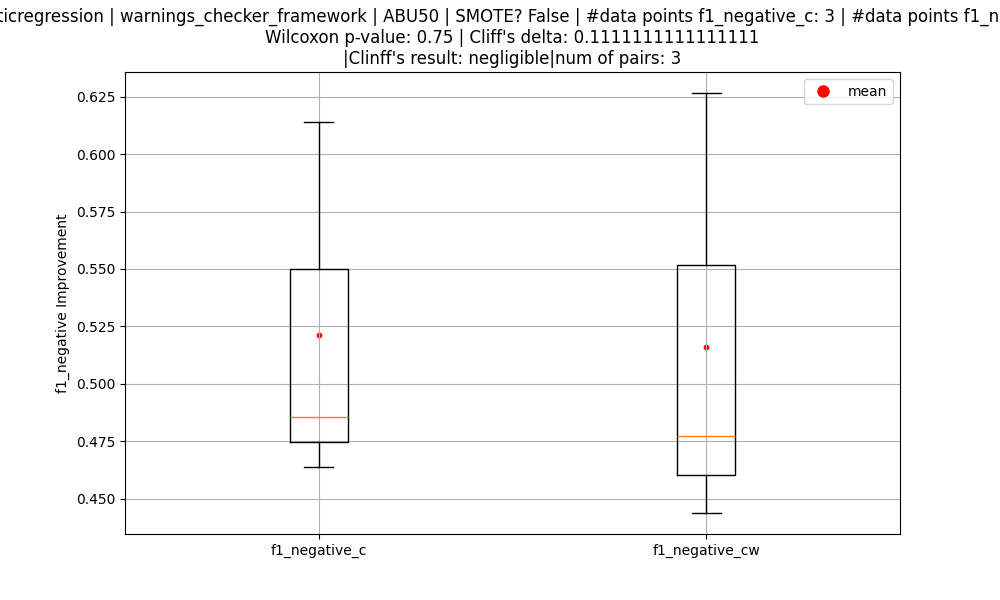 ticregression | warnings_checker_framework | ABU50 | SMOTE? False | #data points f1_negative_c: 3 | #data points f1_n
Wilcoxon p-value: 0.75 | Cliff's delta: 0.1111111111111111
|Clinff's result: negligible|num of pairs: 3
mean
0.625
0.600
0.575
0.550
0.525
0.500
0.475
0.450
f1_negative Improvement
f1_negative_c
f1_negative_cw